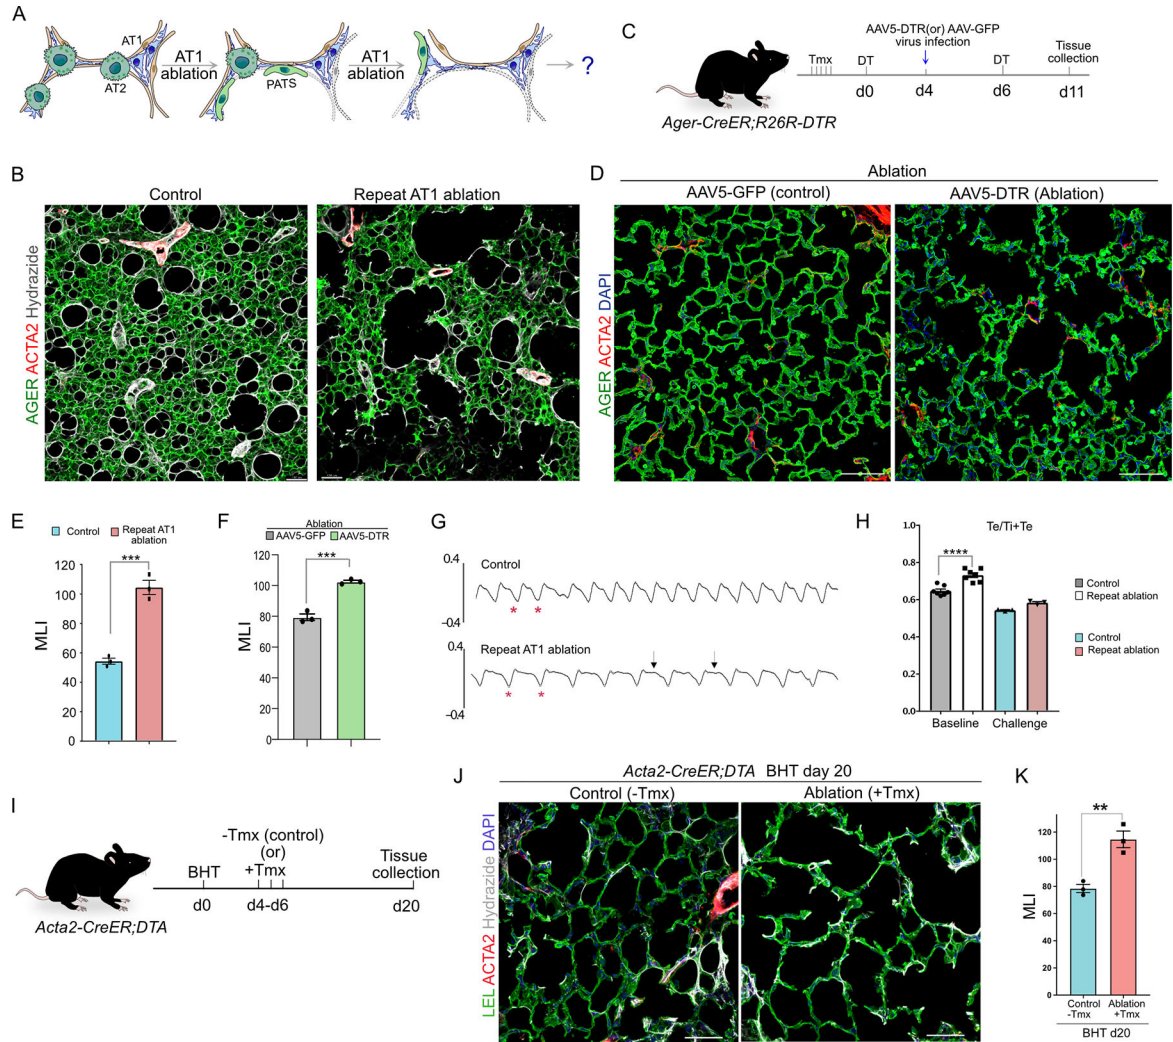 A
AT1
AT2
AT1
ablation
PATS
AT1
ablation
?
C
AAV5-DTR(or) AAV-GFP
virus infection
Tissue
collection
Tmx
DT
DT
d0
d4
d6
d11
Ager-CreER;R26R-DTR
B
Control
Repeat AT1 ablation
AGER ACTA2 Hydrazide
D
Ablation
AAV5-GFP (control)
AAV5-DTR (Ablation)
AGER ACTA2 DAPI
E
Control
Repeat AT1
ablation
***
MLI
120
100
80
60
40
20
0
F
Ablation
AAV5-GFP
AAV5-DTR
***
MLI
120
100
80
60
40
20
0
G
0.4
Control
* *
-0.4
0.4
Repeat AT1 ablation
* *
-0.4
H
Te/Ti+Te
1.0
0.8
0.6
0.4
0.2
0.0
****
Baseline
Challenge
Control
Repeat ablation
Control
Repeat ablation
I
-Tmx (control)
(or)
+Tmx
BHT
Tissue
collection
d0
d4-d6
d20
Acta2-CreER;DTA
J
Acta2-CreER;DTA BHT day 20
Control (-Tmx)
Ablation (+Tmx)
LEL ACTA2 Hydrazide DAPI
K
**
MLI
120
100
80
60
40
20
0
Control
-Tmx
Ablation
+Tmx
BHT d20